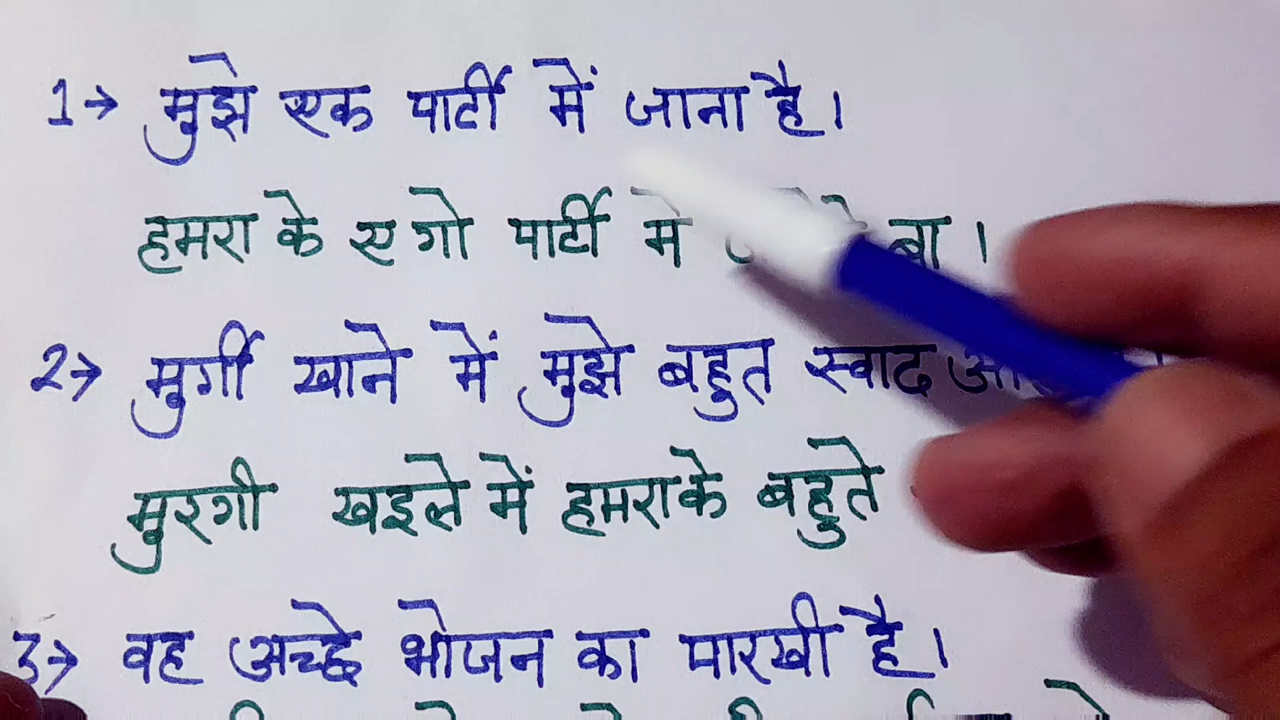 1→ मुझे एक पार्टी में जाना है।
हमरा के एगो पार्टी मे बा।
2→ मुर्गी खाने में मुझे बहुत स्वाद
मुरगी खइले में हमराके बहुते
3→ वह अच्छे भोजन का पारखी है।